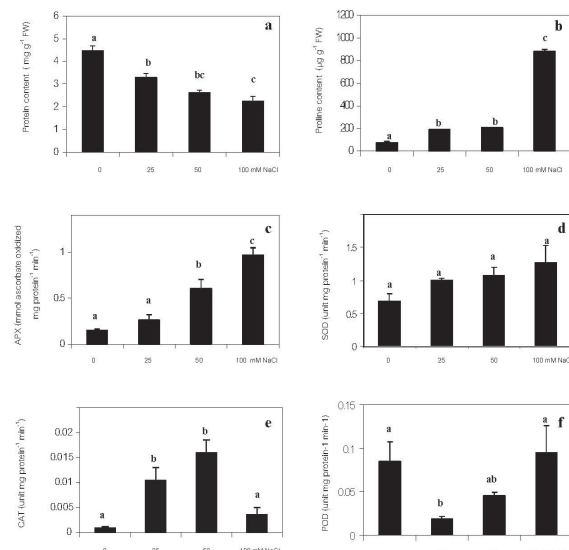 a
Protein content ( mg g-1 FW)
6
5
4
3
2
1
0
a
b
bc
c
0 25 50 100 mM NaCl
b
Proline content (µg g-1 FW)
1200
1000
800
600
400
200
0
a
b
b
c
0 25 50 100 mM NaCl
c
APX (mmol ascorbate oxidized
mg protein-1 min-1)
1
0.5
0
a
a
b
c
0 25 50 100 mM NaCl
d
SOD (unit mg protein-1 min-1)
1.5
1
0.5
0
a
a
a
a
0 25 50 100 mM NaCl
e
CAT (unit mg protein-1 min-1)
0.02
0.015
0.01
0.005
0
a
b
b
a
f
POD (unit mg protein-1 min-1)
0.15
0.1
0.05
0
a
b
ab
a